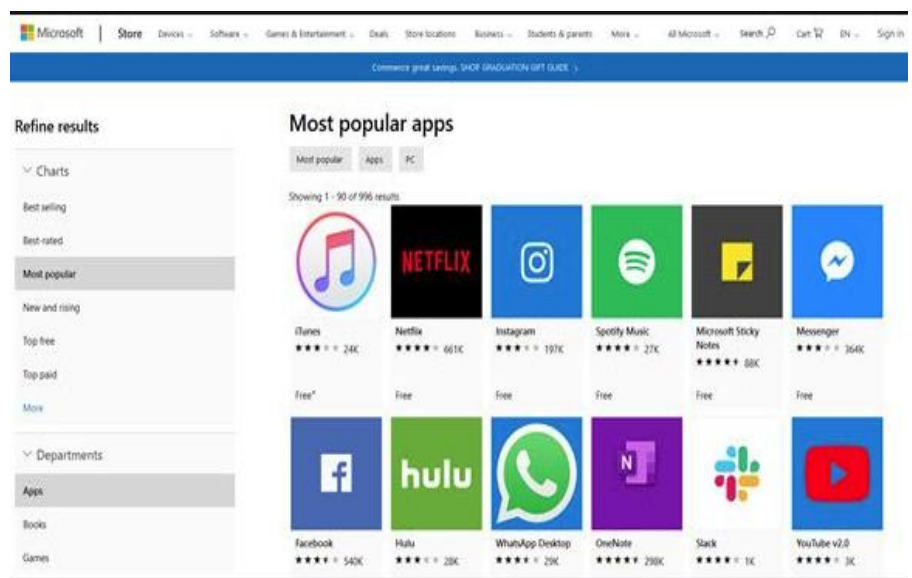 Microsoft | Store Devices Software Games & Entertainment Deals Store locations Business Students & parents More All Microsoft Search Cart EN Sign in
Commence great savings. SHOP GRADUATION GIFT GUIDE >
Refine results
Charts
Best selling
Best-rated
Most popular
New and rising
Top free
Top paid
More
Departments
Apps
Books
Games
Most popular apps
Most popular Apps PC
Showing 1 - 90 of 996 results
NETFLIX
iTunes Netflix Instagram Spotify Music Microsoft Sticky Notes Messenger
24K 661K 197K 27K 88K 364K
Free* Free Free Free Free Free
f hulu N
Facebook Hulu WhatsApp Desktop OneNote Slack YouTube v2.0
540K 28K 29K 298K 1K 3K